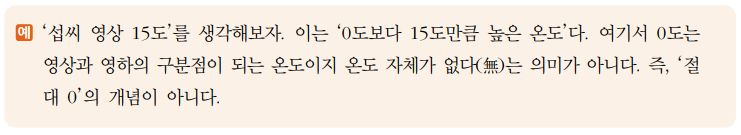 예 ‘섭씨 영상 15도’를 생각해보자. 이는 ‘0도보다 15도만큼 높은 온도’다. 여기서 0도는
영상과 영하의 구분점이 되는 온도이지 온도 자체가 없다(無)는 의미가 아니다. 즉, ‘절
대 0’의 개념이 아니다.